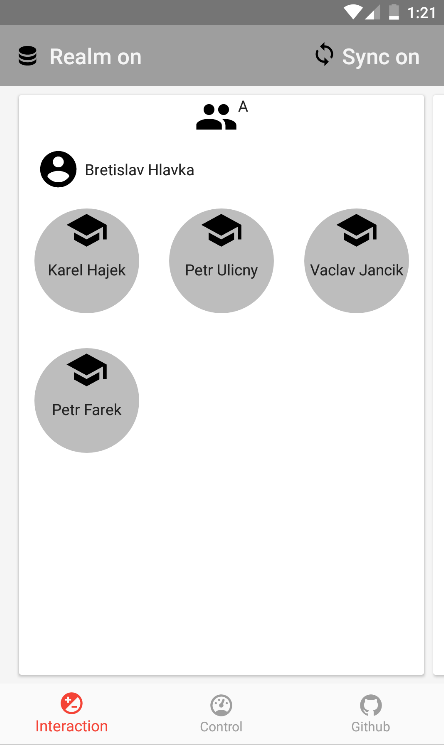 1:21
Realm on Sync on
A
Bretislav Hlavka
Karel Hajek Petr Ulicny Vaclav Jancik
Petr Farek
Interaction Control Github